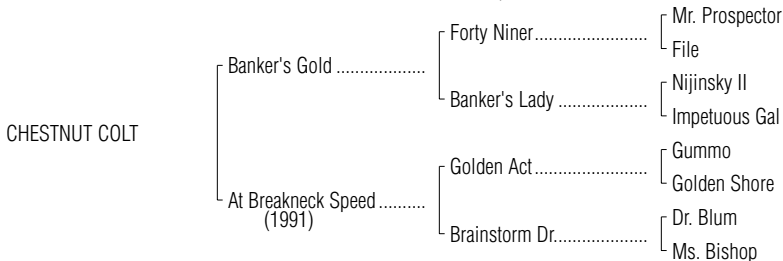 Mr. Prospector
Forty Niner....................
File
Banker's Gold ...................
Nijinsky II
Banker's Lady ...................
Impetuous Gal
CHESTNUT COLT
Gummo
Golden Act....................
Golden Shore
At Breakneck Speed ..........
(1991)
Dr. Blum
Brainstorm Dr....................
Ms. Bishop